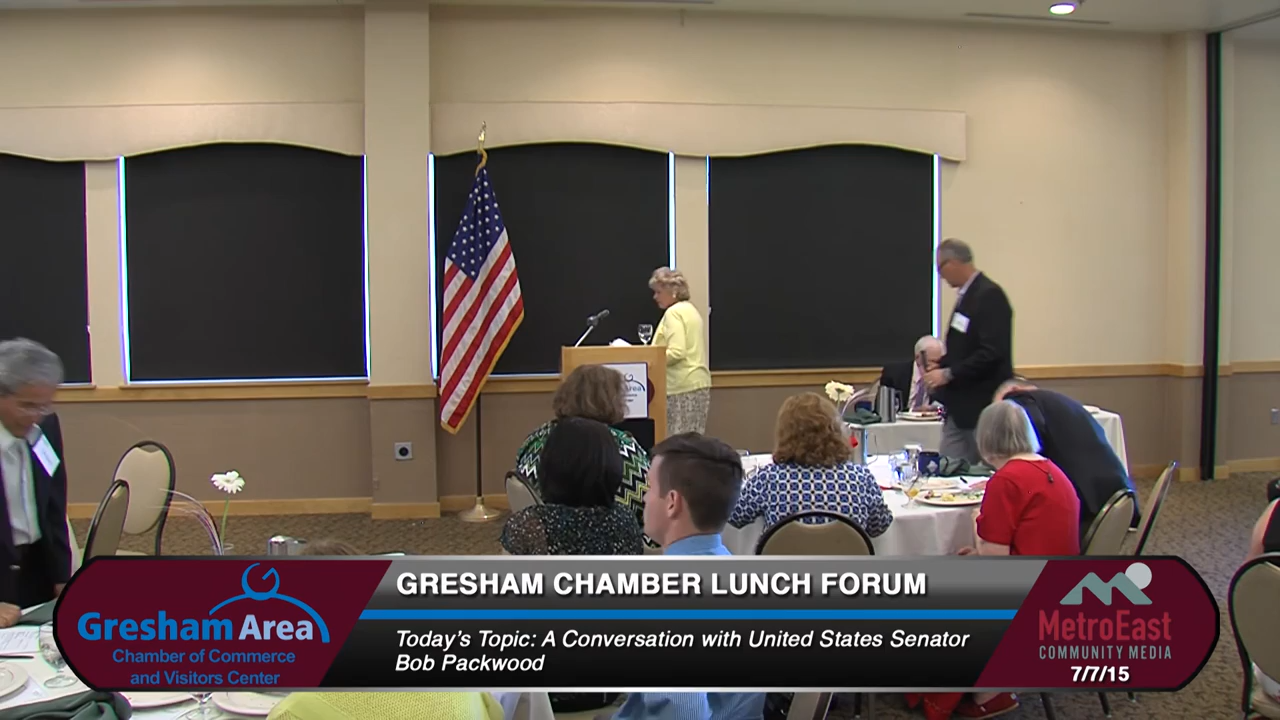 Area
GRESHAM CHAMBER LUNCH FORUM
Gresham Area
Chamber of Commerce
and Visitors Center
Today's Topic: A Conversation with United States Senator
Bob Packwood
MetroEast
COMMUNITY MEDIA
7/7/15